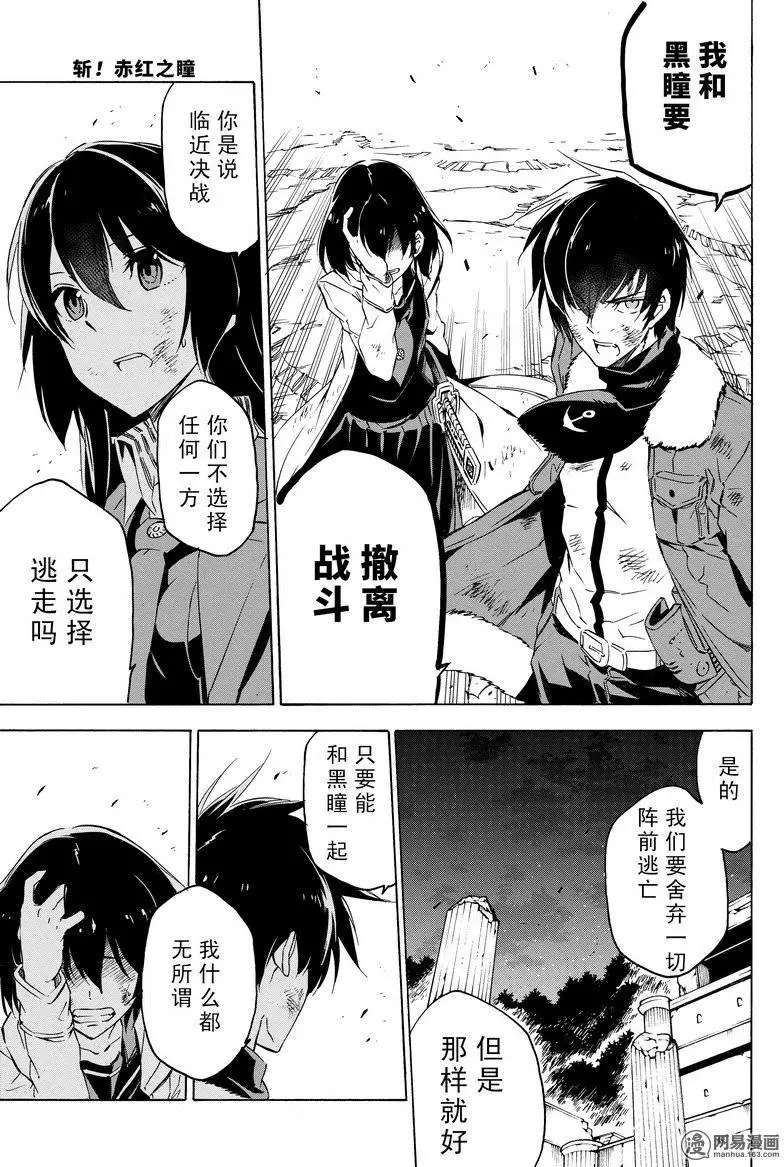 斩！赤红之瞳
我和
黑瞳要
撤离
战斗
你是说
临近决战
你们不选择
任何一方
只选择
逃走吗
是的
我们要舍弃一切
阵前逃亡
但是
那样就好
只要能
和黑瞳一起
我什么都
无所谓
网易漫画
manhua.163.com